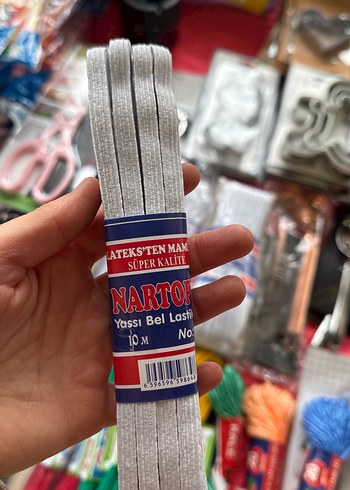 LATEKS'TEN MAM
SÜPER KALİTE
NARTOP
Yassı Bel Lasti
No:
10 M